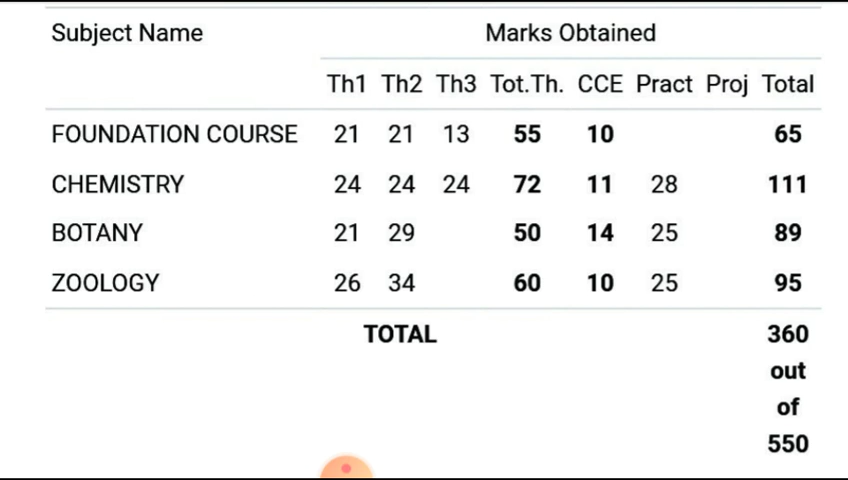 Subject Name Marks Obtained
Th1 Th2 Th3 Tot.Th. CCE Pract Proj Total
FOUNDATION COURSE 21 21 13 55 10 65
CHEMISTRY 24 24 24 72 11 28 111
BOTANY 21 29 50 14 25 89
ZOOLOGY 26 34 60 10 25 95
TOTAL 360
out
of
550